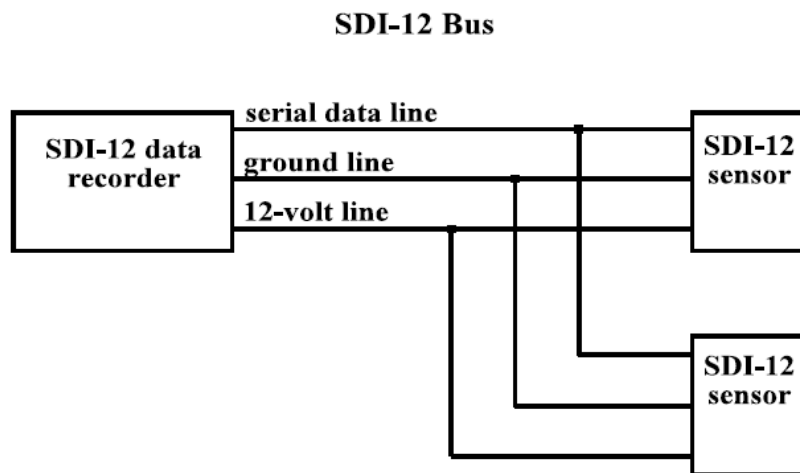 SDI-12 Bus
serial data line
SDI-12 data
recorder
ground line
12-volt line
SDI-12
sensor
SDI-12
sensor